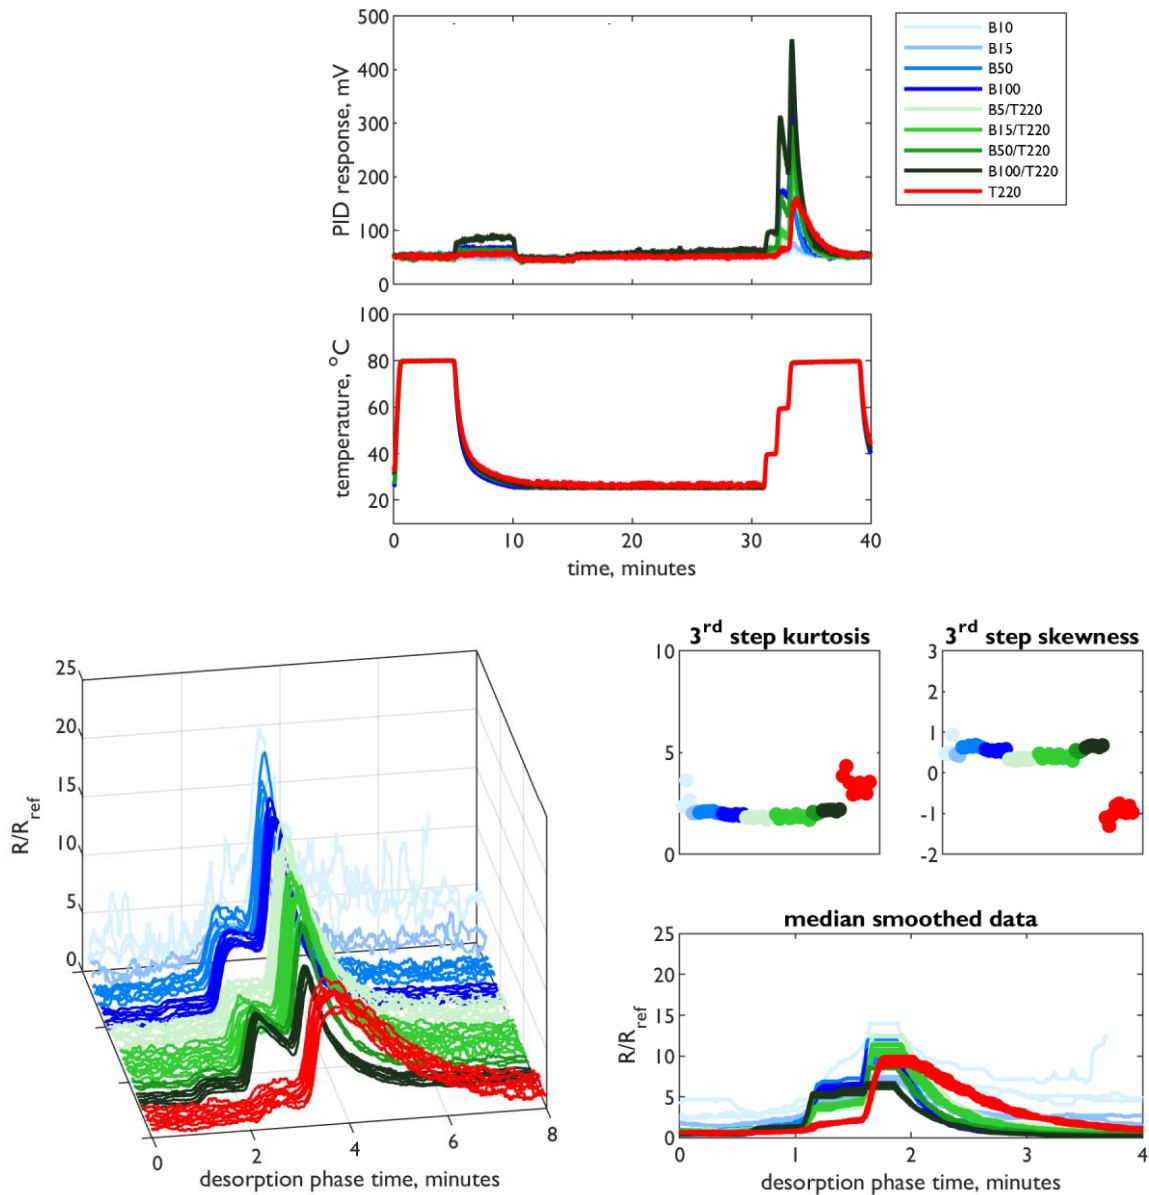 500
400
300
200
100
0
PID response, mV
B10
B15
B50
B100
B5/T220
B15/T220
B50/T220
B100/T220
T220
100
80
60
40
20
temperature, °C
0 10 20 30 40
time, minutes
25
20
15
10
5
0
R/R_ref
0 2 4 6 8
desorption phase time, minutes
3rd step kurtosis
10
5
0
3rd step skewness
3
2
1
0
-1
-2
median smoothed data
25
20
15
10
5
0
R/R_ref
0 1 2 3 4
desorption phase time, minutes